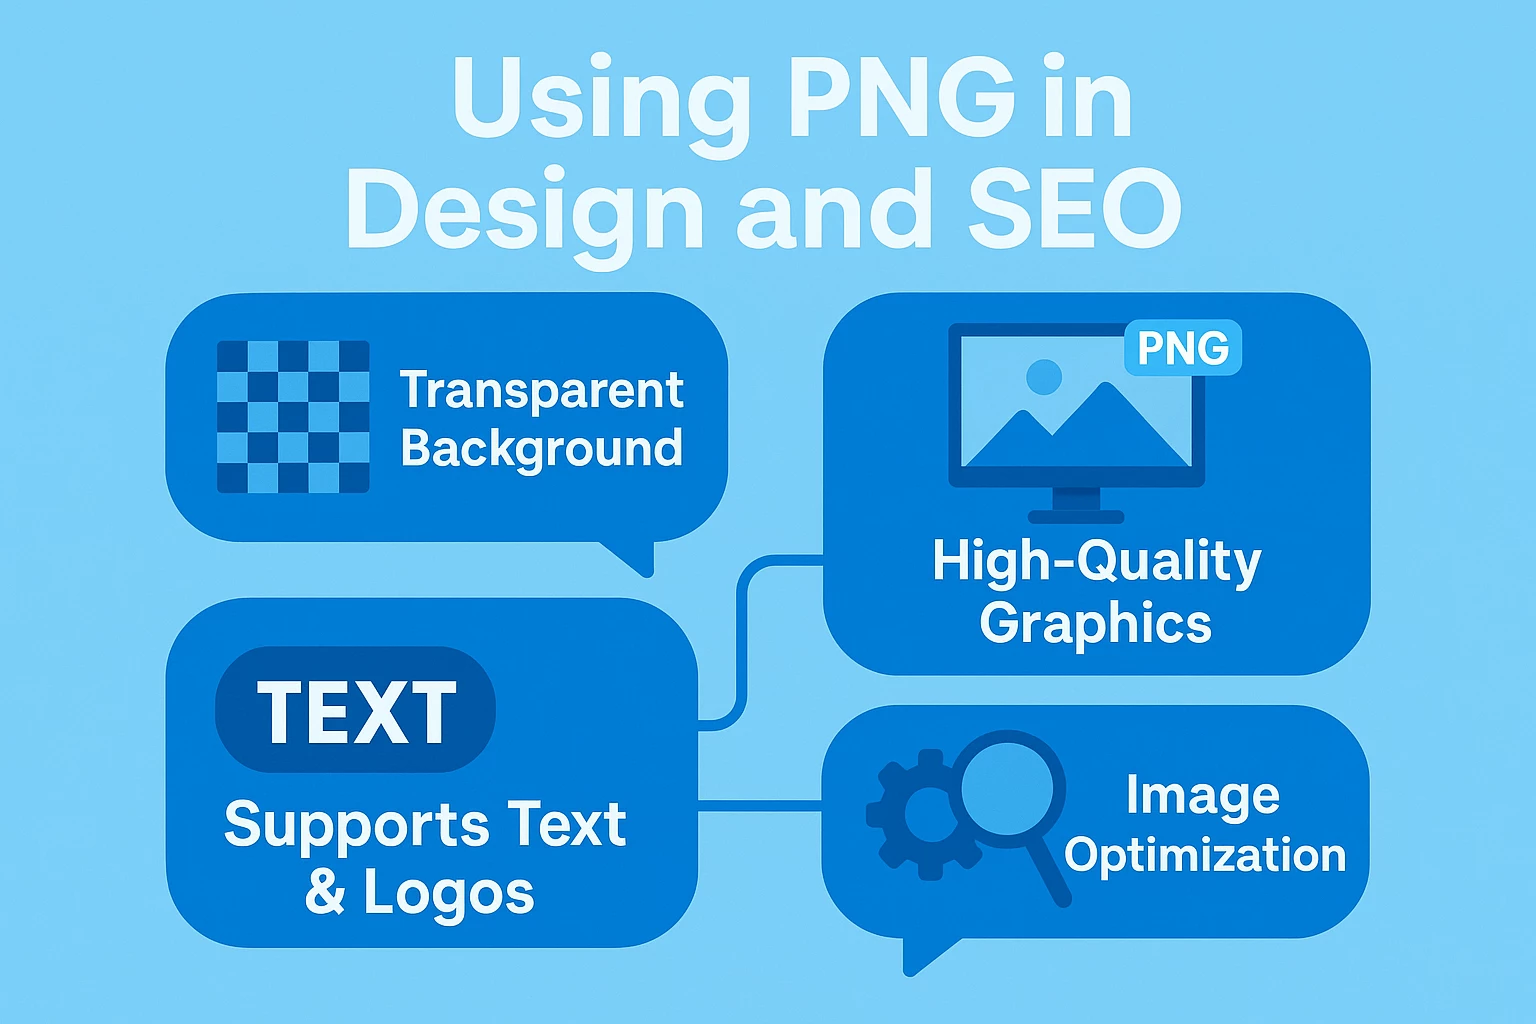 Using PNG in
Design and SEO
Transparent
Background
PNG
High-Quality
Graphics
TEXT
Supports Text
& Logos
Image
Optimization